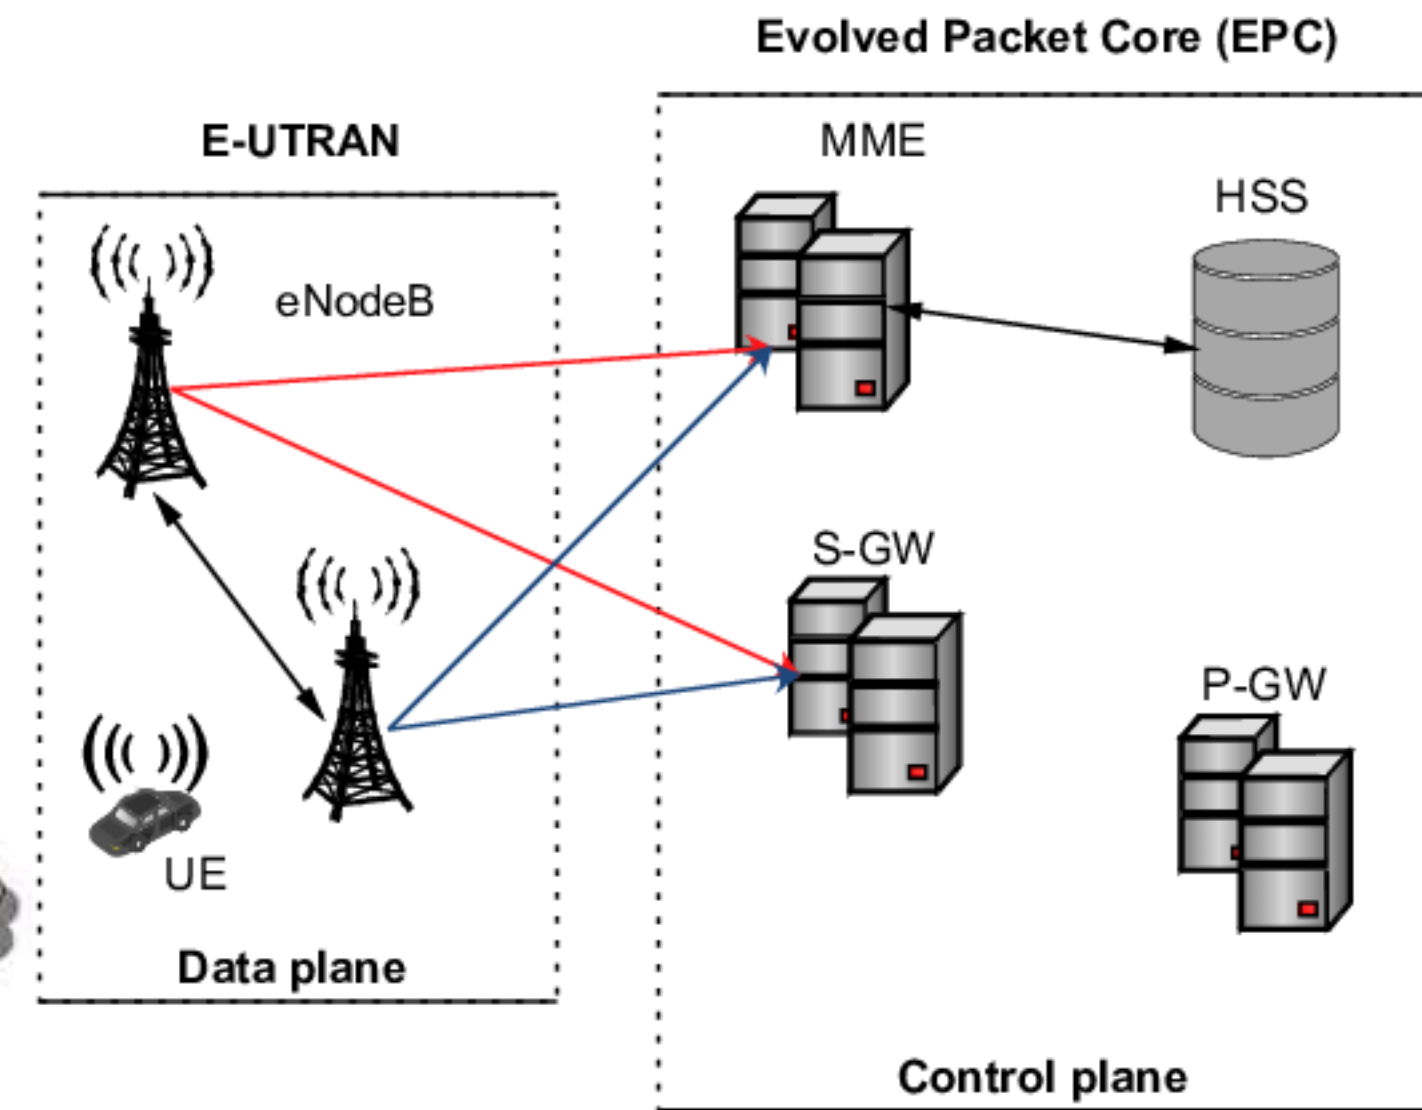 Evolved Packet Core (EPC)
E-UTRAN
MME
HSS
eNodeB
S-GW
P-GW
UE
Data plane
Control plane